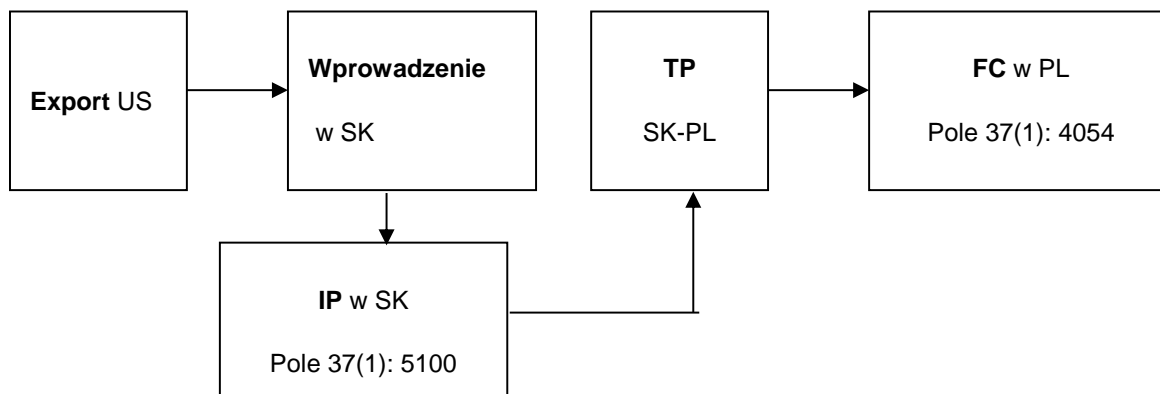 Export US
Wprowadzenie
w SK
TP
SK-PL
FC w PL
Pole 37(1): 4054
IP w SK
Pole 37(1): 5100